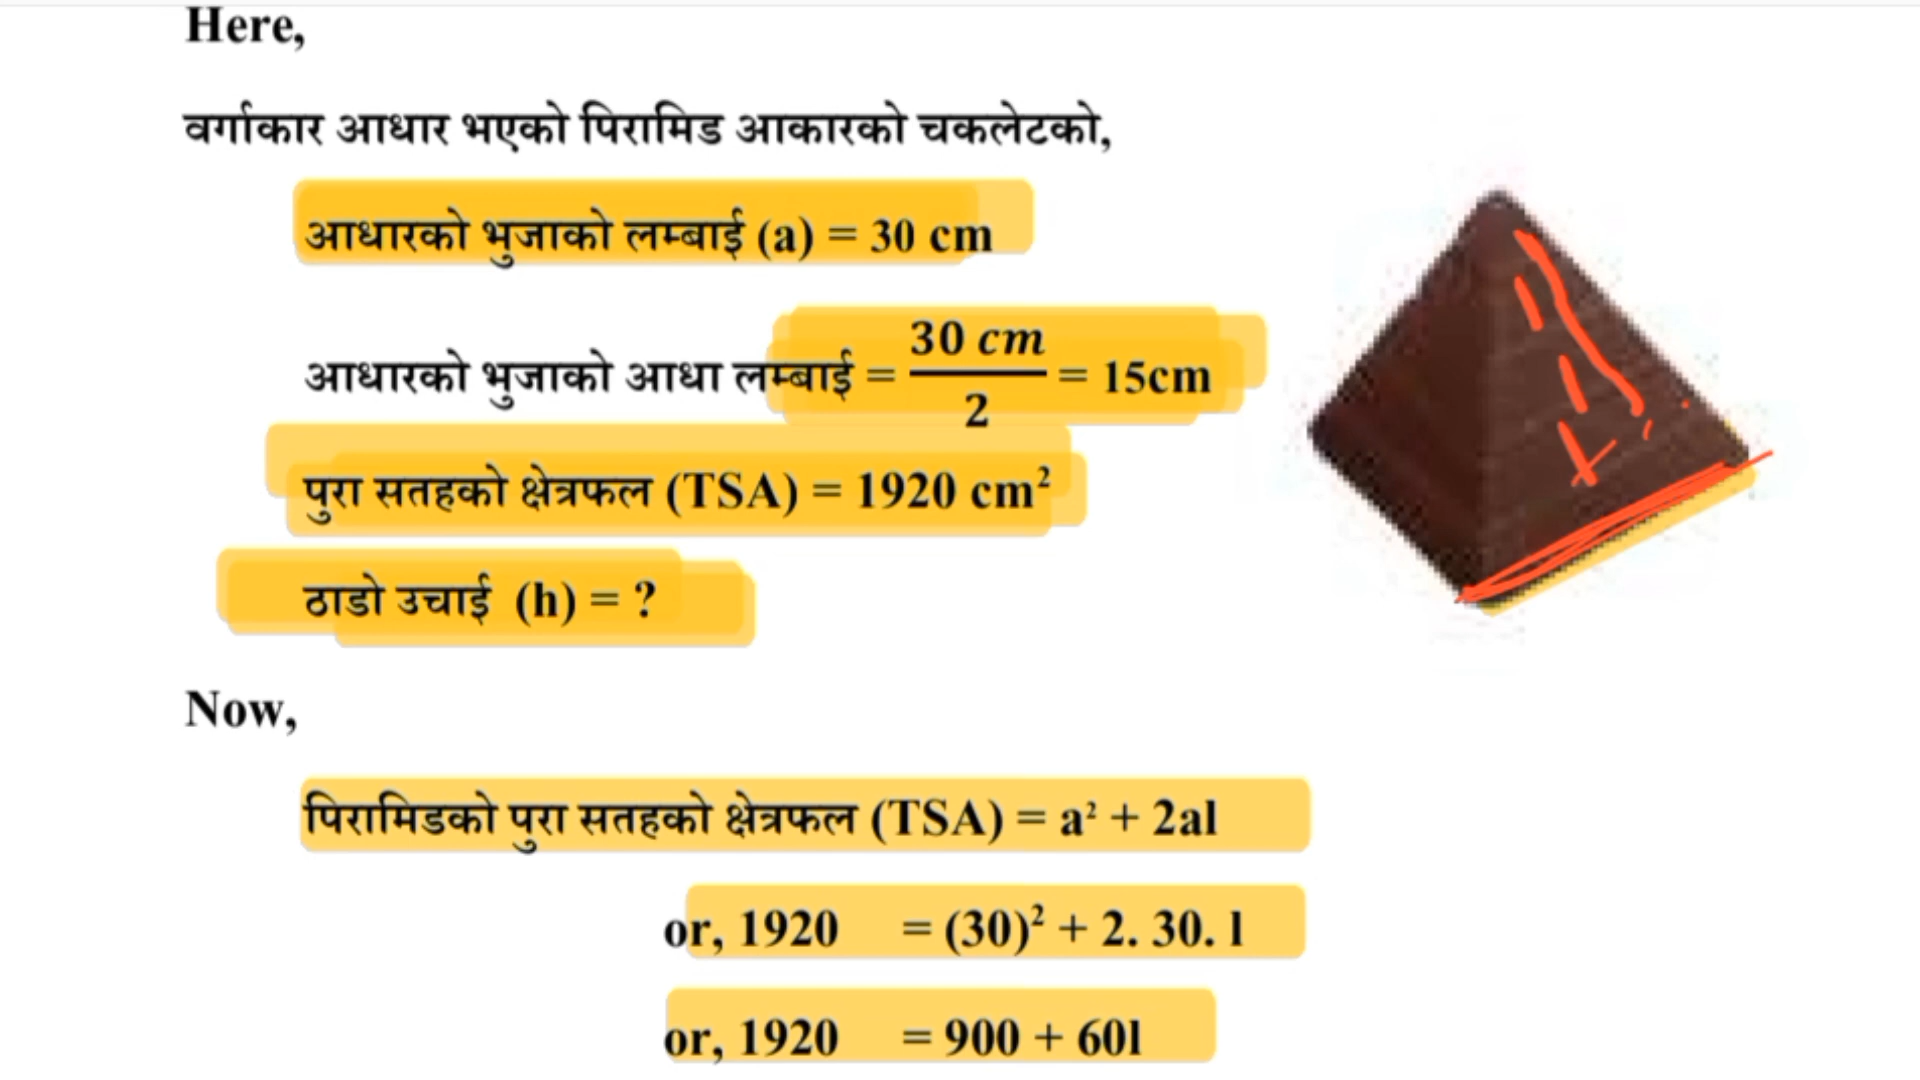 Here,
वर्गाकार आधार भएको पिरामिड आकारको चकलेटको,
आधारको भुजाको लम्बाई (a) = 30 cm
आधारको भुजाको आधा लम्बाई = 30 cm / 2 = 15cm
पुरा सतहको क्षेत्रफल (TSA) = 1920 cm²
ठाडो उचाई (h) = ?
Now,
पिरामिडको पुरा सतहको क्षेत्रफल (TSA) = a² + 2al
or, 1920 = (30)² + 2. 30. l
or, 1920 = 900 + 60l